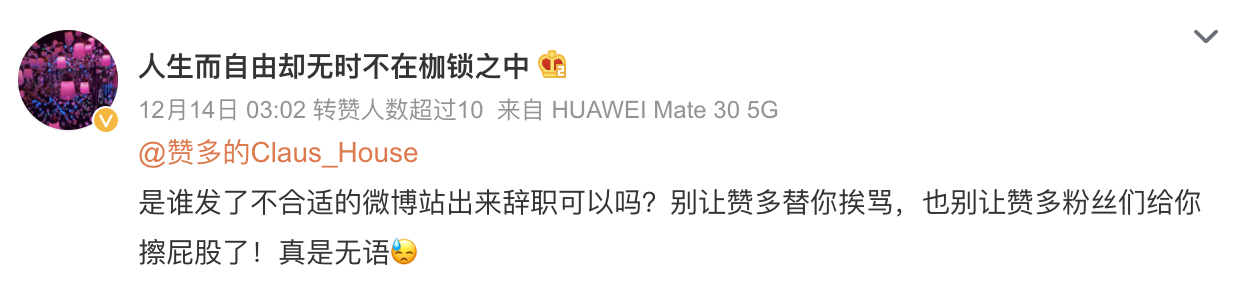 人生而自由却无时不在枷锁之中
12月14日 03:02 转赞人数超过10 来自 HUAWEI Mate 30 5G
@赞多的Claus_House
是谁发了不合适的微博站出来辞职可以吗？别让赞多替你挨骂，也别让赞多粉丝们给你
擦屁股了！真是无语😓